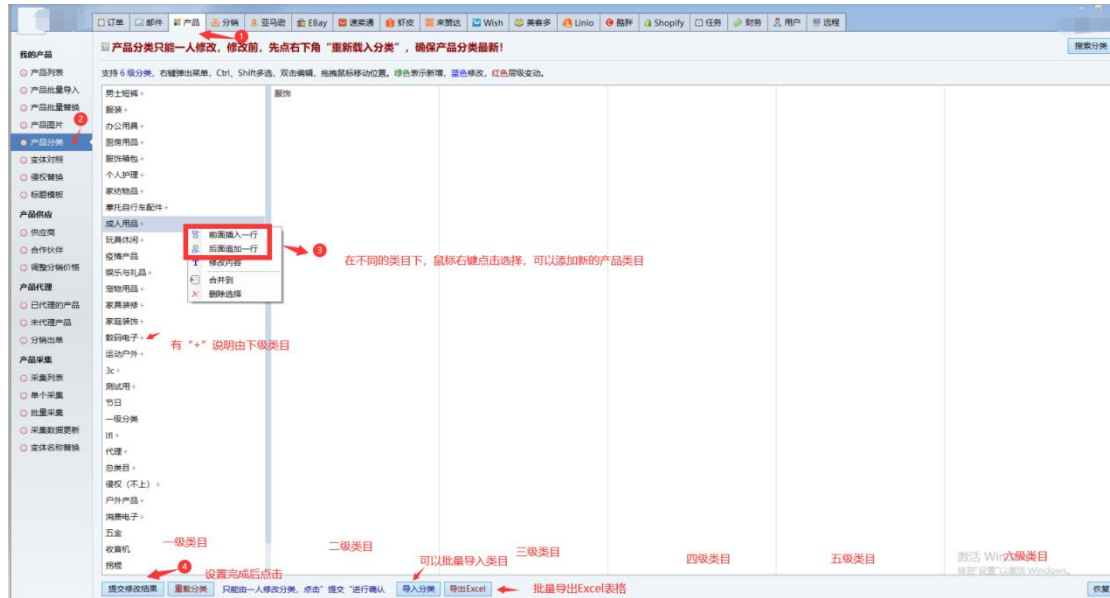 订单 邮件 产品 分销 亚马逊 EBay 速卖通 虾皮 来赞达 Wish 美客多 Linio 酷胖 Shopify 任务 财务 用户 远程
1
产品分类只能一人修改，修改前，先点右下角“重新载入分类”，确保产品分类最新！
搜索分类
支持 6 级分类，右键弹出菜单，Ctrl、Shift多选，双击编辑，拖拽鼠标移动位置。绿色表示新增，蓝色修改，红色层级变动。
我的产品
产品列表
产品批量导入
产品批量替换
产品图片
2
产品分类
变体对照
侵权替换
标题模板
产品供应
供应商
合作伙伴
调整分销价格
产品代理
已代理的产品
未代理产品
分销出单
产品采集
采集列表
单个采集
批量采集
采集数据更新
变体名称替换
男士短裤+
服装+
办公用具+
厨房用品+
服饰箱包+
个人护理+
家纺物品+
摩托自行车配件+
成人用品+
玩具休闲+
疫情产品
娱乐与礼品+
宠物用品+
家具装修+
家庭装饰+
数码电子+
运动户外+
3c+
测试用+
节日
一级分类
lfl+
代理+
总类目+
侵权（不上）+
户外产品+
消费电子+
五金
收音机
拐棍
服饰
前面插入一行
后面追加一行
修改内容
合并到
删除选择
3
在不同的类目下，鼠标右键点击选择，可以添加新的产品类目
有“+”说明由下级类目
一级类目
二级类目
三级类目
四级类目
五级类目
六级类目
可以批量导入类目
激活 Windows
转到"设置"以激活 Windows。
4
设置完成后点击
提交修改结果 重载分类 只能由一人修改分类，点击"提交"进行确认 导入分类 导出Excel
批量导出Excel表格
恢复